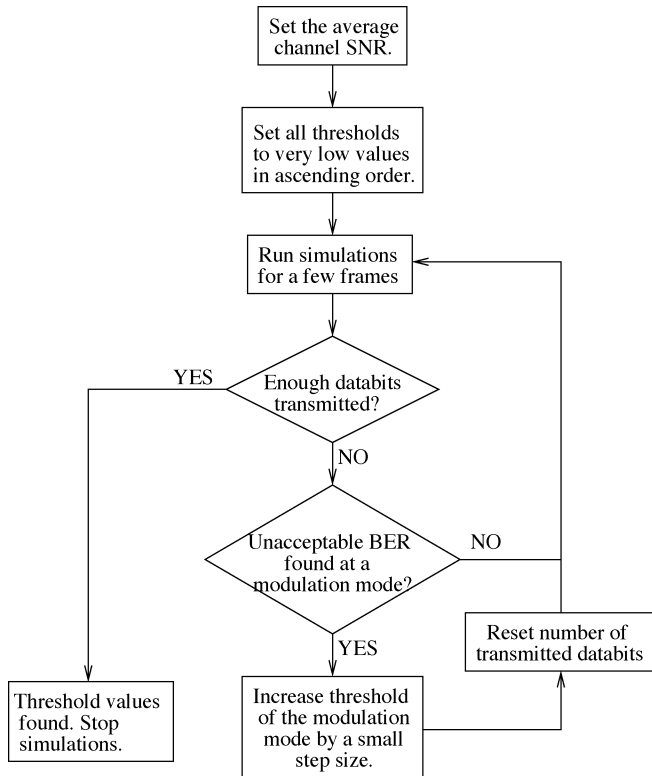 Set the average
channel SNR.
Set all thresholds
to very low values
in ascending order.
Run simulations
for a few frames
YES
Enough databits
transmitted?
NO
Unacceptable BER
found at a
modulation mode?
NO
YES
Reset number of
transmitted databits
Threshold values
found. Stop
simulations.
Increase threshold
of the modulation
mode by a small
step size.